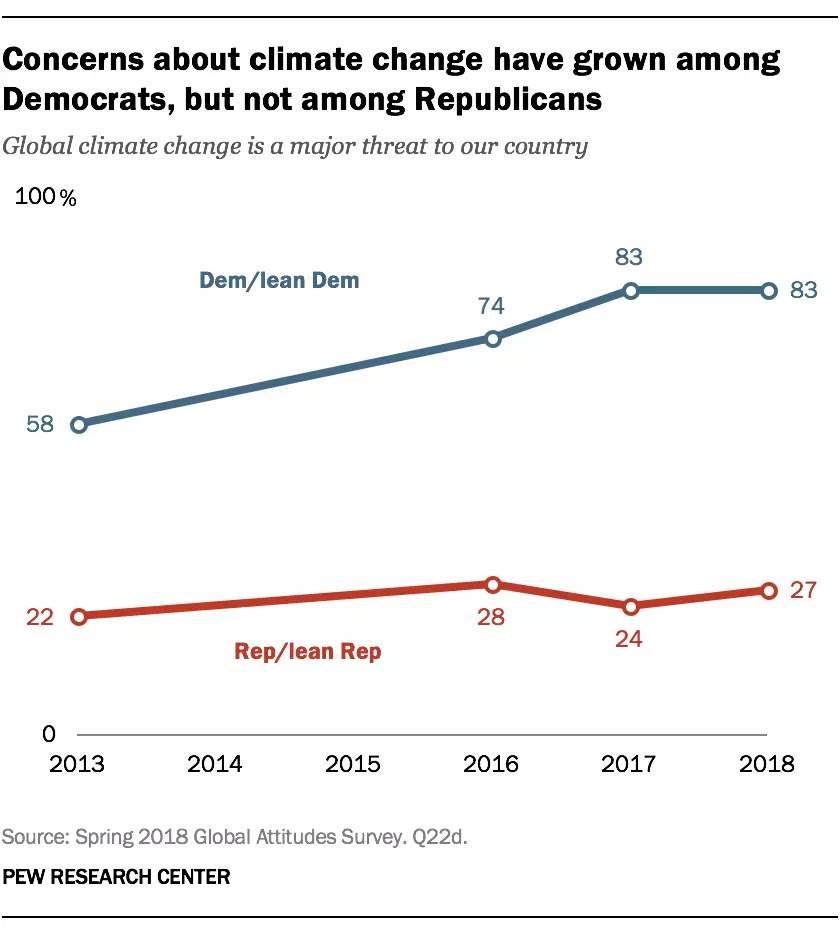 Concerns about climate change have grown among
Democrats, but not among Republicans
Global climate change is a major threat to our country
100%
Dem/lean Dem
58
74
83
83
22
28
24
27
Rep/lean Rep
0
2013 2014 2015 2016 2017 2018
Source: Spring 2018 Global Attitudes Survey. Q22d.
PEW RESEARCH CENTER